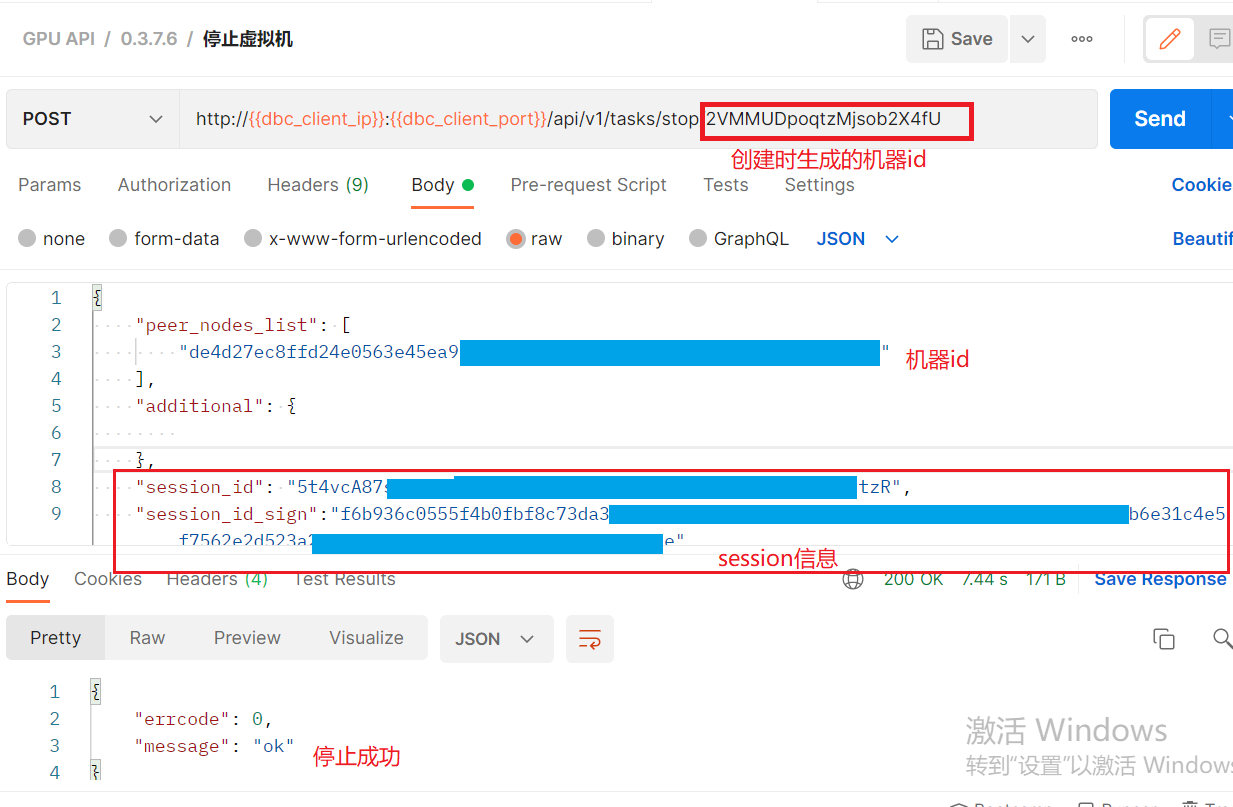 GPU API / 0.3.7.6 / 停止虚拟机
Save
POST
http://{{dbc_client_ip}}:{{dbc_client_port}}/api/v1/tasks/stop/2VMMUDpoqtzMjsob2X4fU
Send
创建时生成的机器id
Params Authorization Headers (9) Body Pre-request Script Tests Settings Cookie
none form-data x-www-form-urlencoded raw binary GraphQL JSON Beautif
1 {
2 "peer_nodes_list": [
3 "de4d27ec8ffd24e0563e45ea9 " 机器id
4 ],
5 "additional": {
6
7 },
8 "session_id": "5t4vcA87 tzR",
9 "session_id_sign":"f6b936c0555f4b0fbf8c73da3 b6e31c4e5
f7562e2d523a e"
session信息
Body Cookies Headers (4) Test Results 200 OK 7.44 s 171 B Save Response
Pretty Raw Preview Visualize JSON
1 {
2 "errcode": 0,
3 "message": "ok" 停止成功
4 }
激活 Windows
转到“设置”以激活 Windows